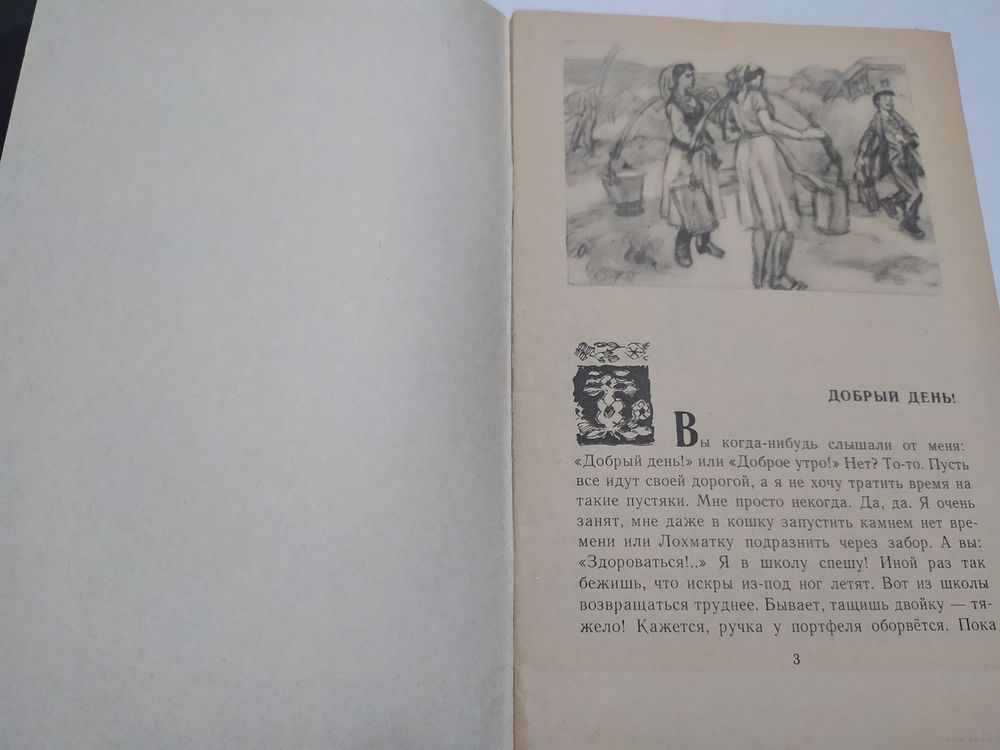 ДОБРЫЙ ДЕНЬ!
Вы когда-нибудь слышали от меня:
«Добрый день!» или «Доброе утро!» Нет? То-то. Пусть
все идут своей дорогой, а я не хочу тратить время на
такие пустяки. Мне просто некогда. Да, да. Я очень
занят, мне даже в кошку запустить камнем нет вре-
мени или Лохматку подразнить через забор. А вы:
«Здороваться!..» Я в школу спешу! Иной раз так
бежишь, что искры из-под ног летят. Вот из школы
возвращаться труднее. Бывает, тащишь двойку — тя-
жело! Кажется, ручка у портфеля оборвётся. Пока
3